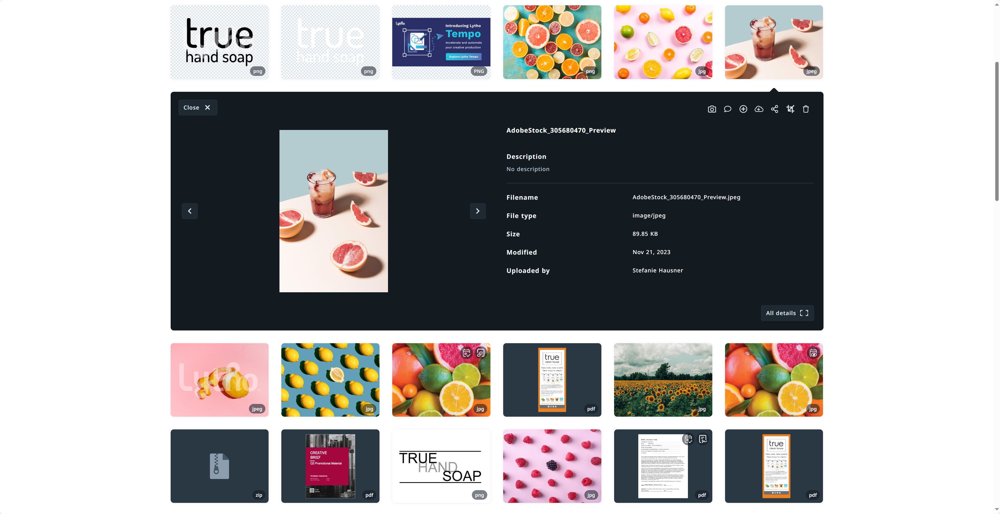 true
hand soap
png
true
hand soap
png
Lytho
Introducing Lytho
Tempo
Accelerate and automate
your creative production
Explore Lytho Tempo
PNG
png
jpg
jpeg
Close
AdobeStock_305680470_Preview
Description
No description
Filename AdobeStock_305680470_Preview.jpeg
File type image/jpeg
Size 89.85 KB
Modified Nov 21, 2023
Uploaded by Stefanie Hausner
All details
Lytho
jpeg
jpg
jpg
true
clean house
New look, new scents
New ways to clean
pdf
jpg
jpg
zip
CREATIVE
BRIEF
Q3 Promotional Material
Vandelay Industries
Logo
Name
pdf
TRUE
HAND
SOAP
png
jpg
Model Release Form
pdf
true
clean house
New look, new scents
New ways to clean
pdf